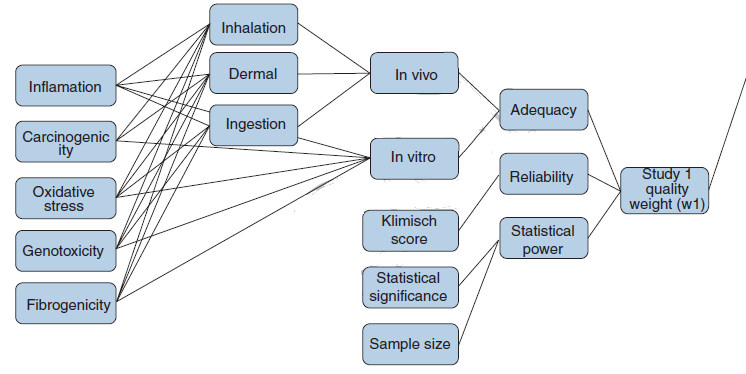 Inflamation
Carcinogenic
ity
Oxidative
stress
Genotoxicity
Fibrogenicity
Inhalation
Dermal
Ingestion
In vivo
In vitro
Klimisch
score
Statistical
significance
Sample size
Adequacy
Reliability
Statistical
power
Study 1
quality
weight (w1)